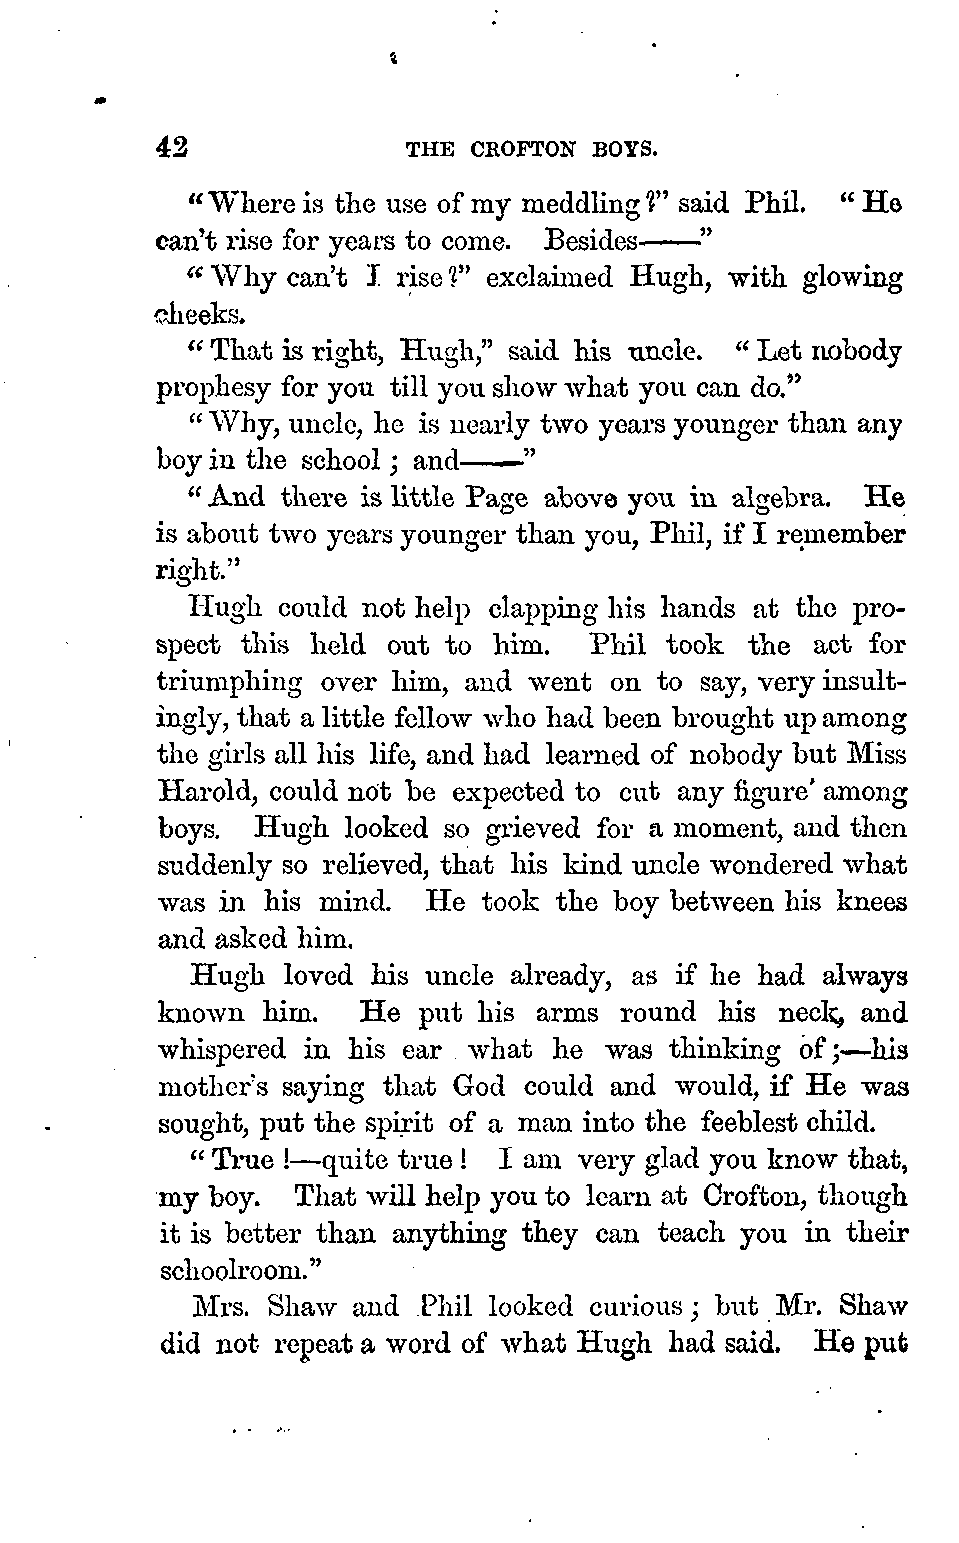 42 THE CROFTON BOYS.
"Where is the use of my meddling?" said Phil. "He
can't rise for years to come. Besides——"
"Why can't I rise?" exclaimed Hugh, with glowing
cheeks.
"That is right, Hugh," said his uncle. "Let nobody
prophesy for you till you show what you can do."
"Why, uncle, he is nearly two years younger than any
boy in the school; and——"
"And there is little Page above you in algebra. He
is about two years younger than you, Phil, if I remember
right."
Hugh could not help clapping his hands at the pro-
spect this held out to him. Phil took the act for
triumphing over him, and went on to say, very insult-
ingly, that a little fellow who had been brought up among
the girls all his life, and had learned of nobody but Miss
Harold, could not be expected to cut any figure among
boys. Hugh looked so grieved for a moment, and then
suddenly so relieved, that his kind uncle wondered what
was in his mind. He took the boy between his knees
and asked him.
Hugh loved his uncle already, as if he had always
known him. He put his arms round his neck, and
whispered in his ear what he was thinking of;—his
mother's saying that God could and would, if He was
sought, put the spirit of a man into the feeblest child.
"True!—quite true! I am very glad you know that,
my boy. That will help you to learn at Crofton, though
it is better than anything they can teach you in their
schoolroom."
Mrs. Shaw and Phil looked curious; but Mr. Shaw
did not repeat a word of what Hugh had said. He put